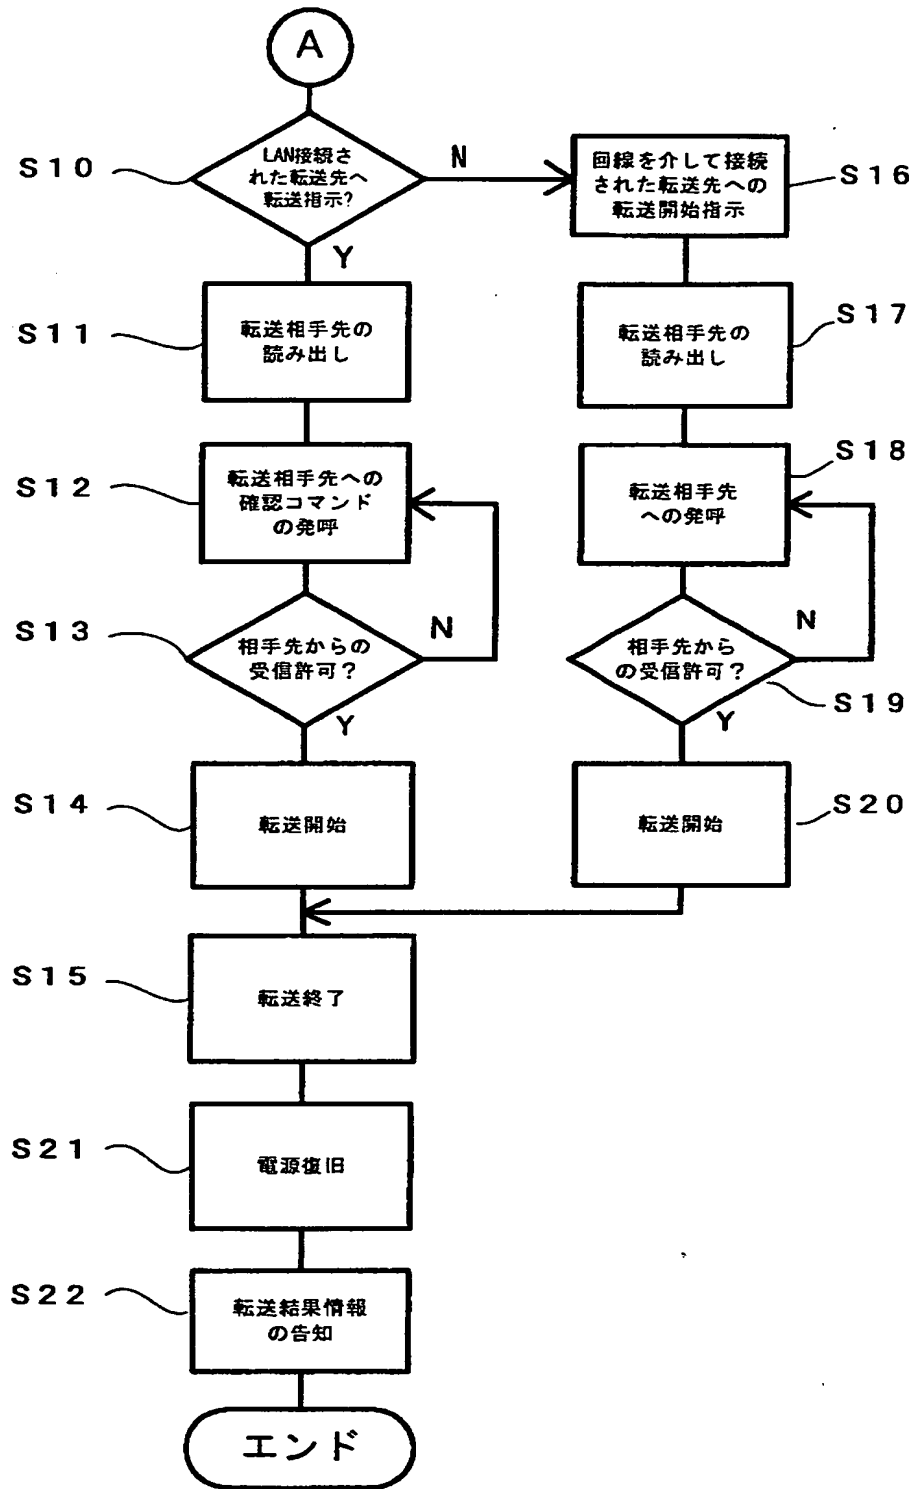 A
S10
LAN接続さ
れた転送先へ
転送指示?
N
回線を介して接続
された転送先への
転送開始指示
S16
Y
S11
転送相手先の
読み出し
転送相手先の
読み出し
S17
S12
転送相手先への
確認コマンド
の発呼
転送相手先
への発呼
S18
S13
相手先からの
受信許可?
N
相手先から
の受信許可?
N
S19
Y
Y
S14
転送開始
転送開始
S20
S15
転送終了
S21
電源復旧
S22
転送結果情報
の告知
エンド